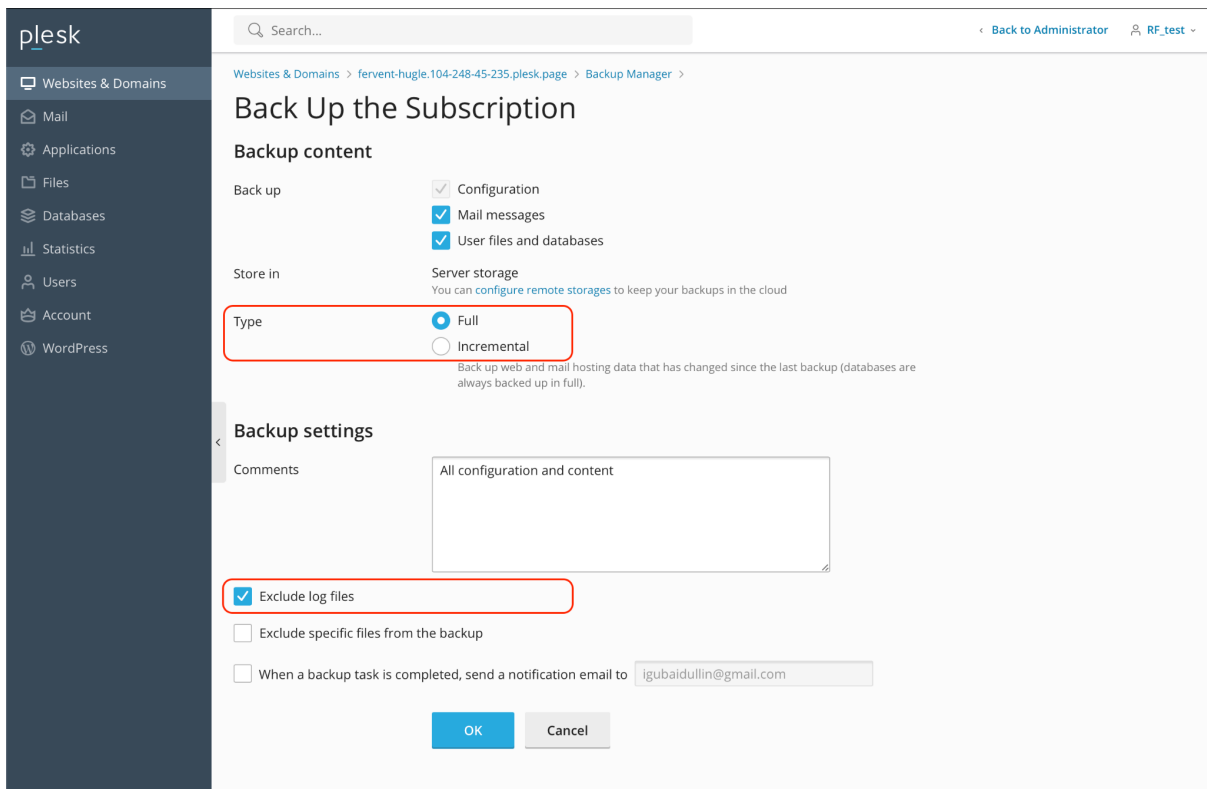 plesk
Search...
Back to Administrator
RF_test
Websites & Domains
Mail
Applications
Files
Databases
Statistics
Users
Account
WordPress
Websites & Domains > fervent-hugle.104-248-45-235.plesk.page > Backup Manager >
Back Up the Subscription
Backup content
Back up
Configuration
Mail messages
User files and databases
Store in
Server storage
You can configure remote storages to keep your backups in the cloud
Type
Full
Incremental
Back up web and mail hosting data that has changed since the last backup (databases are
always backed up in full).
Backup settings
Comments
All configuration and content
Exclude log files
Exclude specific files from the backup
When a backup task is completed, send a notification email to igubaidullin@gmail.com
OK
Cancel